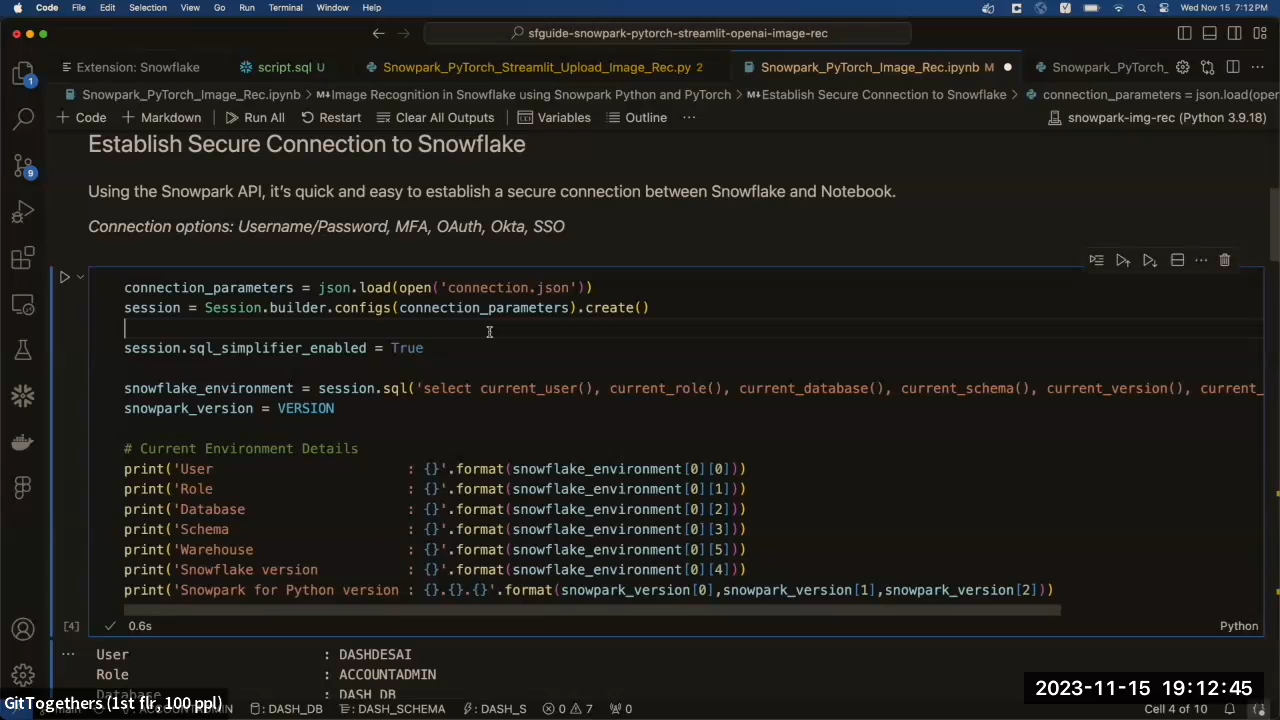 Code File Edit Selection View Go Run Terminal Window Help Wed Nov 15 7:12 PM
sfguide-snowpark-pytorch-streamlit-openai-image-rec
Extension: Snowflake script.sql U Snowpark_PyTorch_Streamlit_Upload_Image_Rec.py 2 Snowpark_PyTorch_Image_Rec.ipynb M Snowpark_PyTorch_
Snowpark_PyTorch_Image_Rec.ipynb > M↓Image Recognition in Snowflake using Snowpark Python and PyTorch > M↓Establish Secure Connection to Snowflake > connection_parameters = json.load(oper
+ Code + Markdown Run All Restart Clear All Outputs Variables Outline ··· snowpark-img-rec (Python 3.9.18)
Establish Secure Connection to Snowflake
Using the Snowpark API, it's quick and easy to establish a secure connection between Snowflake and Notebook.
Connection options: Username/Password, MFA, OAuth, Okta, SSO
connection_parameters = json.load(open('connection.json'))
session = Session.builder.configs(connection_parameters).create()
session.sql_simplifier_enabled = True
snowflake_environment = session.sql('select current_user(), current_role(), current_database(), current_schema(), current_version(), current_
snowpark_version = VERSION
# Current Environment Details
print('User : {}'.format(snowflake_environment[0][0]))
print('Role : {}'.format(snowflake_environment[0][1]))
print('Database : {}'.format(snowflake_environment[0][2]))
print('Schema : {}'.format(snowflake_environment[0][3]))
print('Warehouse : {}'.format(snowflake_environment[0][5]))
print('Snowflake version : {}'.format(snowflake_environment[0][4]))
print('Snowpark for Python version : {}.{}.{}'.format(snowpark_version[0],snowpark_version[1],snowpark_version[2]))
[4] 0.6s Python
User : DASHDESAI
Role : ACCOUNTADMIN
Database : DASH_DB
1
9
2023-11-15 19:12:45
GitTogethers (1st flr, 100 ppl)
DASH_DB DASH_SCHEMA DASH_S 0 7 0 Cell 4 of 10